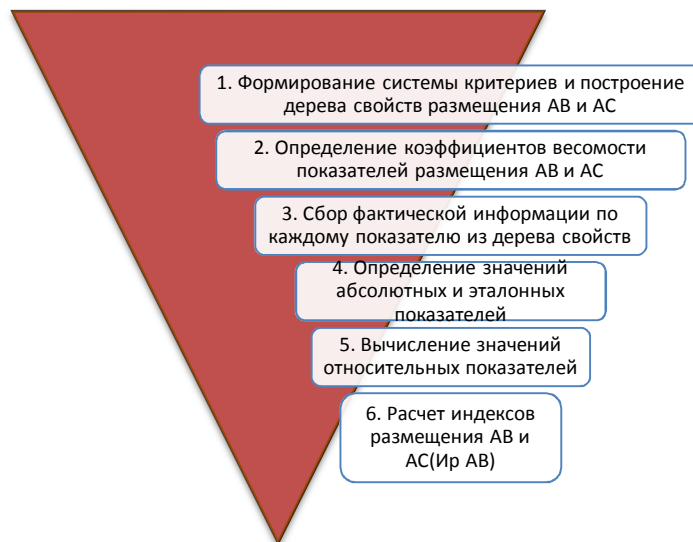 1. Формирование системы критериев и построение
дерева свойств размещения АВ и АС
2. Определение коэффициентов весомости
показателей размещения АВ и АС
3. Сбор фактической информации по
каждому показателю из дерева свойств
4. Определение значений
абсолютных и эталонных
показателей
5. Вычисление значений
относительных показателей
6. Расчет индексов
размещения АВ и
АС(Ир АВ)